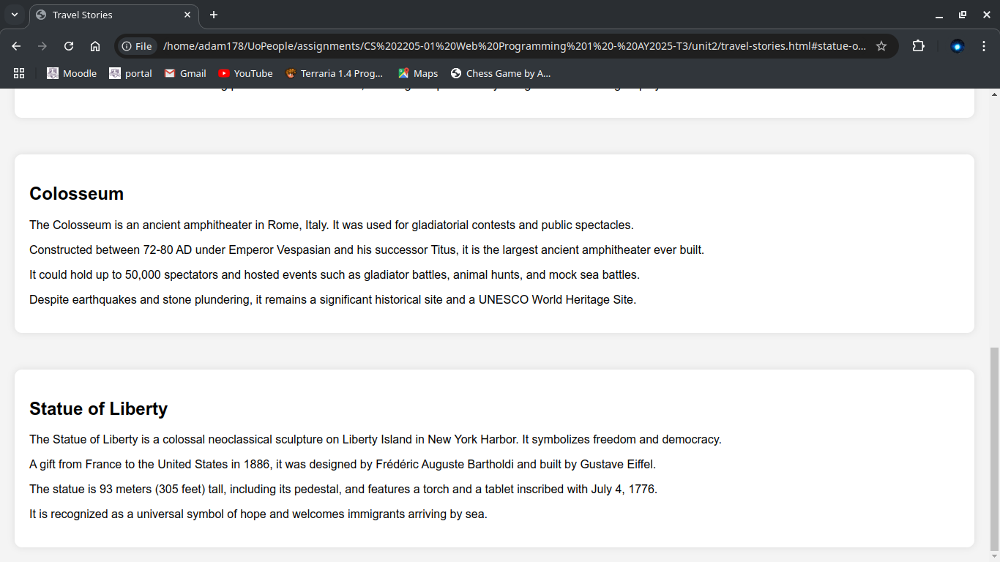 Travel Stories
File
/home/adam178/UoPeople/assignments/CS%202205-01%20Web%20Programming%201%20-%20AY2025-T3/unit2/travel-stories.html#statue-o...
Moodle
portal
Gmail
YouTube
Terraria 1.4 Prog...
Maps
Chess Game by A...
Colosseum
The Colosseum is an ancient amphitheater in Rome, Italy. It was used for gladiatorial contests and public spectacles.
Constructed between 72-80 AD under Emperor Vespasian and his successor Titus, it is the largest ancient amphitheater ever built.
It could hold up to 50,000 spectators and hosted events such as gladiator battles, animal hunts, and mock sea battles.
Despite earthquakes and stone plundering, it remains a significant historical site and a UNESCO World Heritage Site.
Statue of Liberty
The Statue of Liberty is a colossal neoclassical sculpture on Liberty Island in New York Harbor. It symbolizes freedom and democracy.
A gift from France to the United States in 1886, it was designed by Frédéric Auguste Bartholdi and built by Gustave Eiffel.
The statue is 93 meters (305 feet) tall, including its pedestal, and features a torch and a tablet inscribed with July 4, 1776.
It is recognized as a universal symbol of hope and welcomes immigrants arriving by sea.